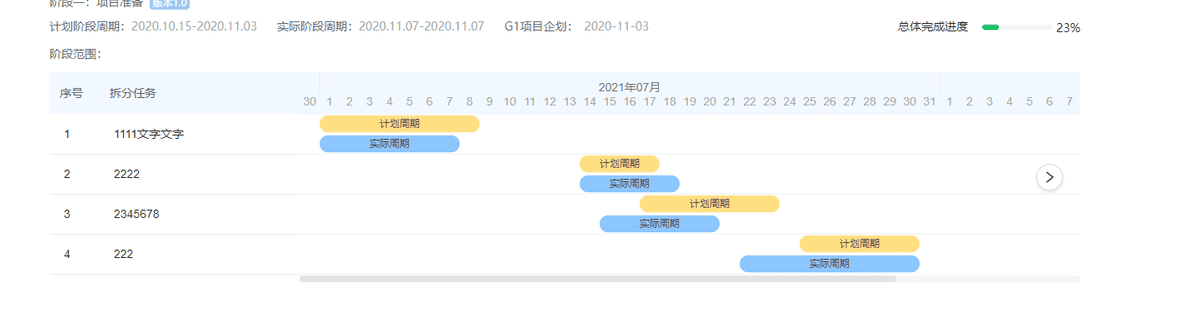 阶段一：项目准备 版本1.0
计划阶段周期：2020.10.15-2020.11.03 实际阶段周期：2020.11.07-2020.11.07 G1项目企划： 2020-11-03 总体完成进度 23%
阶段范围：
序号 拆分任务 2021年07月
30 1 2 3 4 5 6 7 8 9 10 11 12 13 14 15 16 17 18 19 20 21 22 23 24 25 26 27 28 29 30 31 1 2 3 4 5 6 7
计划周期
1 1111文字文字
实际周期
计划周期
2 2222
实际周期
计划周期
3 2345678
实际周期
计划周期
4 222
实际周期